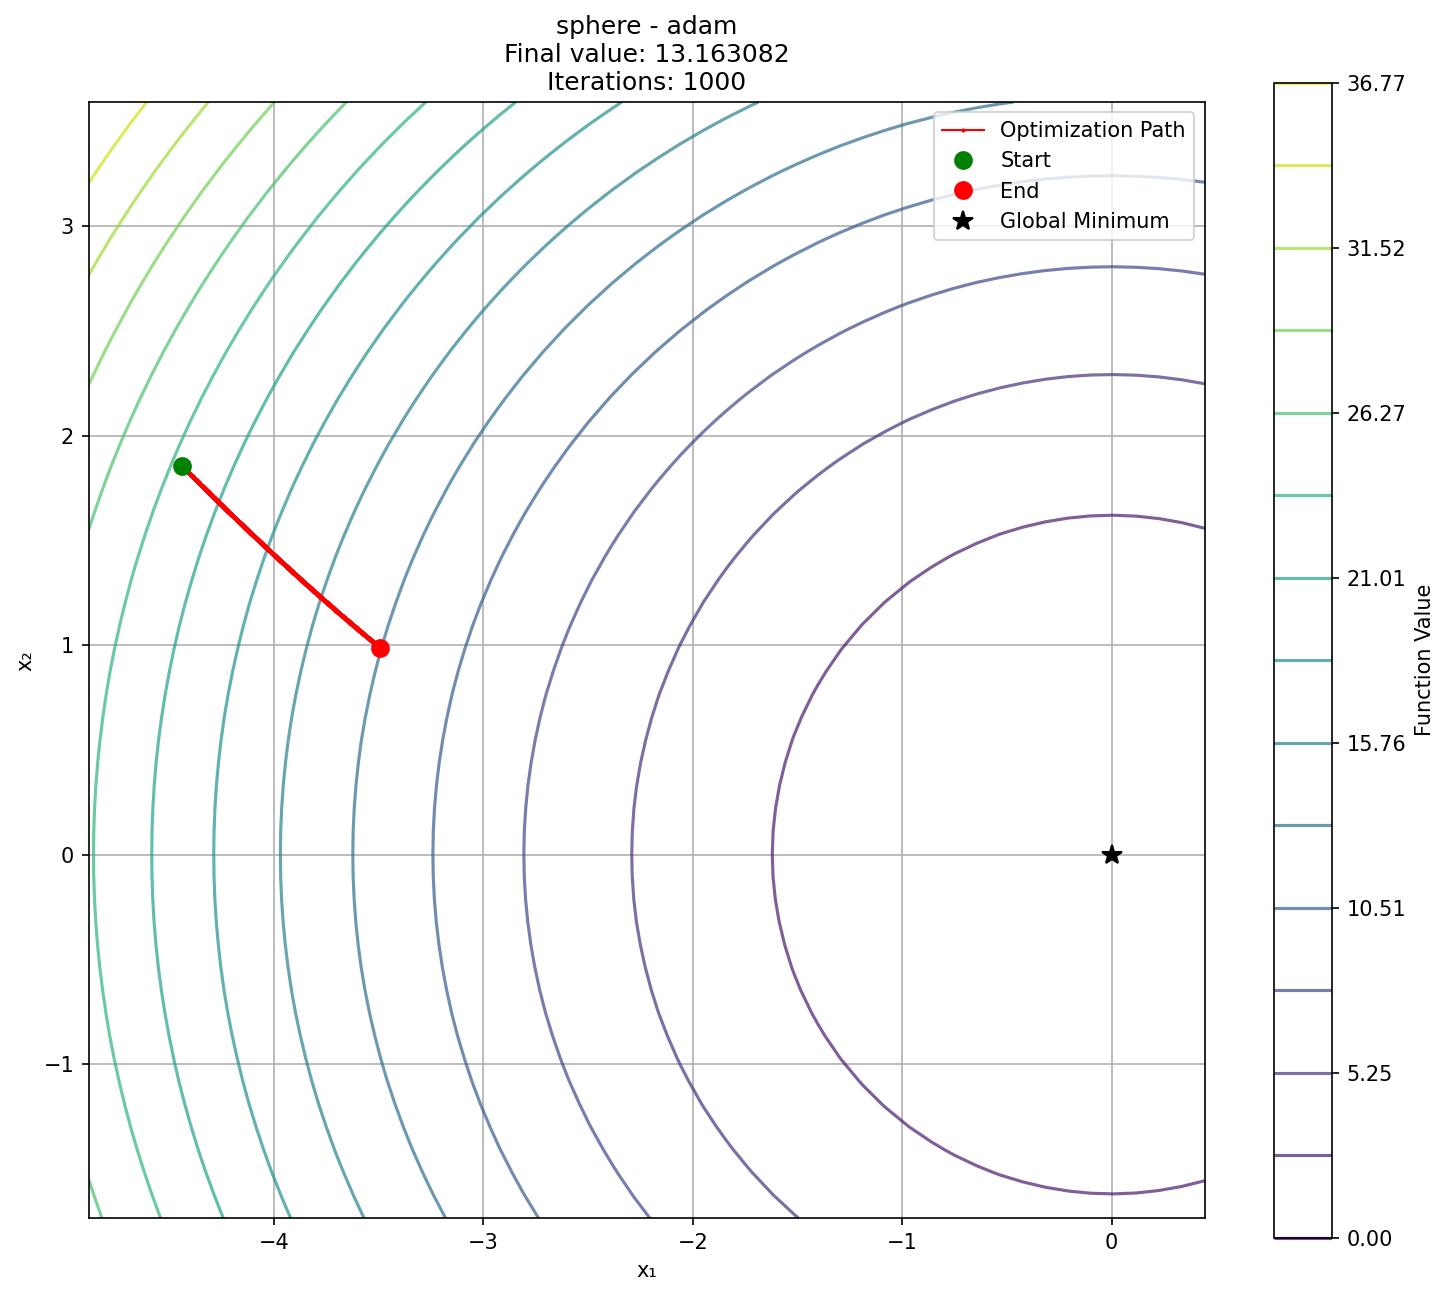 sphere - adam
Final value: 13.163082
Iterations: 1000
Optimization Path
Start
End
Global Minimum
3
2
1
0
−1
x₂
−4
−3
−2
−1
0
x₁
36.77
31.52
26.27
21.01
15.76
10.51
5.25
0.00
Function Value